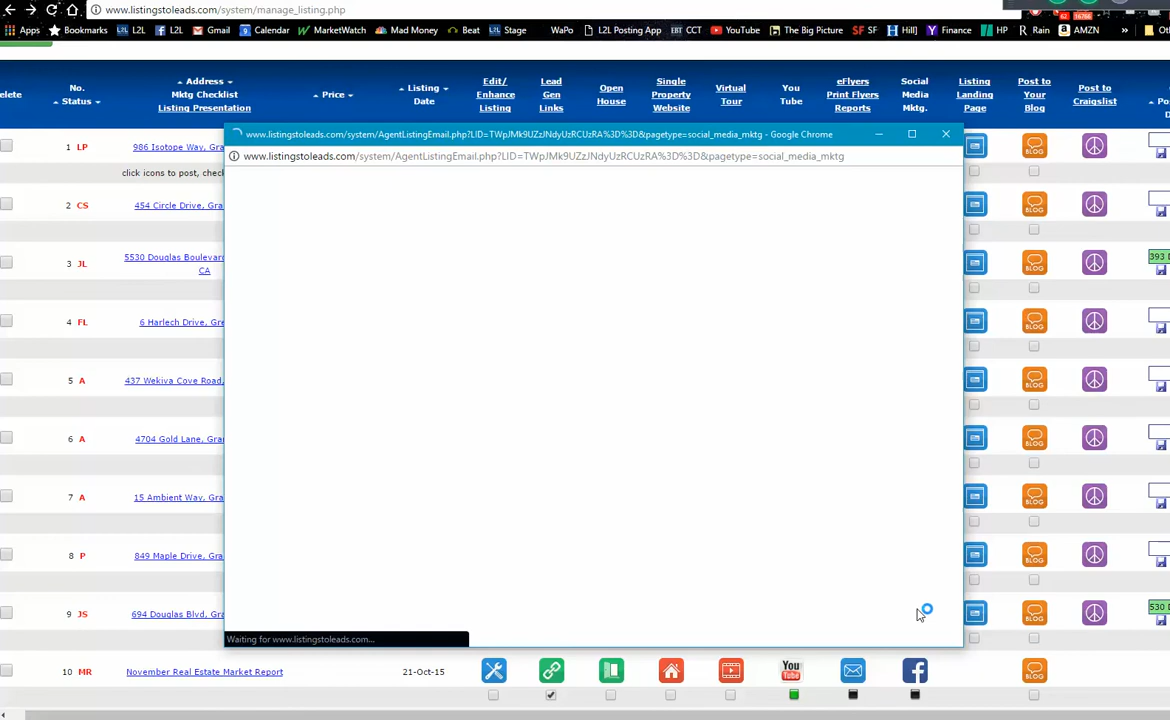 www.listingstoleads.com/system/manage_listing.php
Apps Bookmarks L2L L2L Gmail Calendar MarketWatch Mad Money Beat Stage WaPo L2L Posting App CCT YouTube The Big Picture SF Hill Finance HP Rain AMZN »
elete No. Status Address Mktg Checklist Listing Presentation Price Listing Date Edit/ Enhance Listing Lead Gen Links Open House Single Property Website Virtual Tour You Tube eFlyers Print Flyers Reports Social Media Mktg. Listing Landing Page Post to Your Blog Post to Craigslist
www.listingstoleads.com/system/AgentListingEmail.php?LID=TWpJMk9UZzJNdyUzRCUzRA%3D%3D&pagetype=social_media_mktg - Google Chrome
www.listingstoleads.com/system/AgentListingEmail.php?LID=TWpJMk9UZzJNdyUzRCUzRA%3D%3D&pagetype=social_media_mktg
1 LP 986 Isotope Way, Gra BLOG
click icons to post, check
2 CS 454 Circle Drive, Gra BLOG
3 JL 5530 Douglas Boulevard CA BLOG 393
4 FL 6 Harlech Drive, Gre BLOG
5 A 437 Wekiva Cove Road, BLOG
6 A 4704 Gold Lane, Gra BLOG
7 A 15 Ambient Way, Gra BLOG
8 P 849 Maple Drive, Gra BLOG
9 JS 694 Douglas Blvd, Gra BLOG 530
Waiting for www.listingstoleads.com...
10 MR November Real Estate Market Report 21-Oct-15 You Tube BLOG